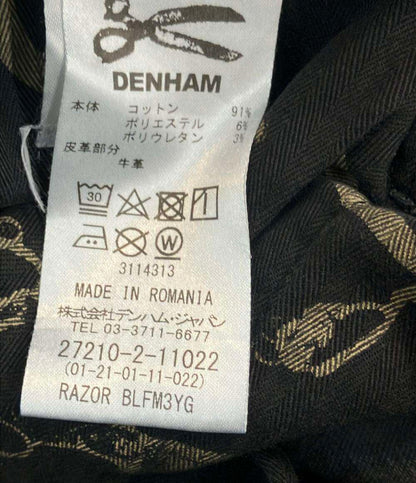 DENHAM
本体 コットン 91%
ポリエステル 6%
ポリウレタン 3%
皮革部分
牛革
30
W
3114313
MADE IN ROMANIA
株式会社デンハム・ジャパン
TEL 03-3711-6677
27210-2-11022
(01-21-01-11-022)
RAZOR BLFM3YG